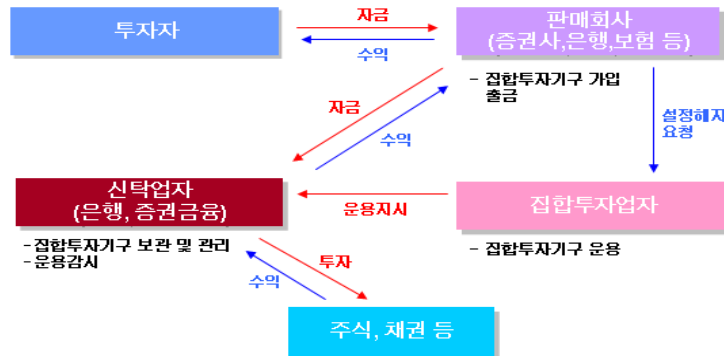 투자자
자금
수익
판매회사
(증권사,은행,보험 등)
- 집합투자기구 가입
출금
자금
수익
설정해지
요청
신탁업자
(은행, 증권금융)
운용지시
집합투자업자
-집합투자기구 보관 및 관리
-운용감시
- 집합투자기구 운용
투자
수익
주식, 채권 등